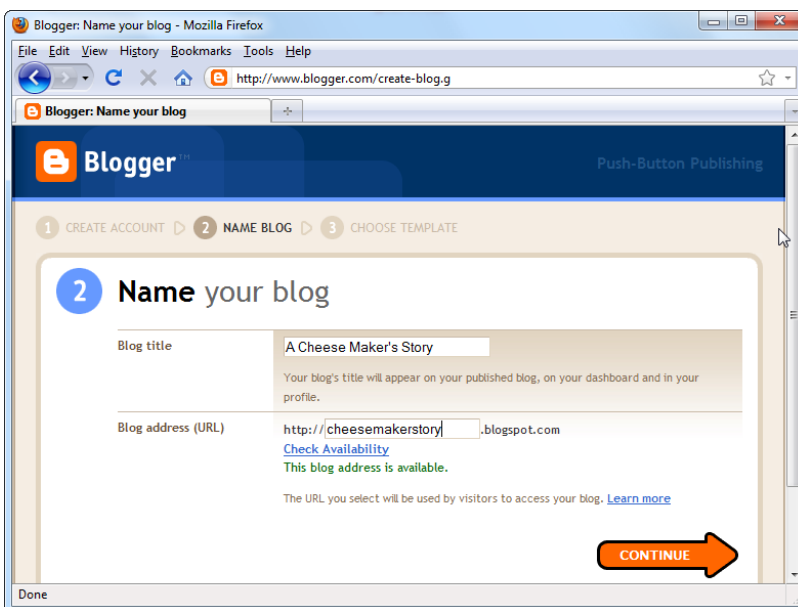 Blogger: Name your blog - Mozilla Firefox
File Edit View History Bookmarks Tools Help
http://www.blogger.com/create-blog.g
Blogger: Name your blog
Blogger™
Push-Button Publishing
1 CREATE ACCOUNT 2 NAME BLOG 3 CHOOSE TEMPLATE
2 Name your blog
Blog title A Cheese Maker's Story
Your blog's title will appear on your published blog, on your dashboard and in your
profile.
Blog address (URL) http://cheesemakerstory.blogspot.com
Check Availability
This blog address is available.
The URL you select will be used by visitors to access your blog. Learn more
CONTINUE
Done